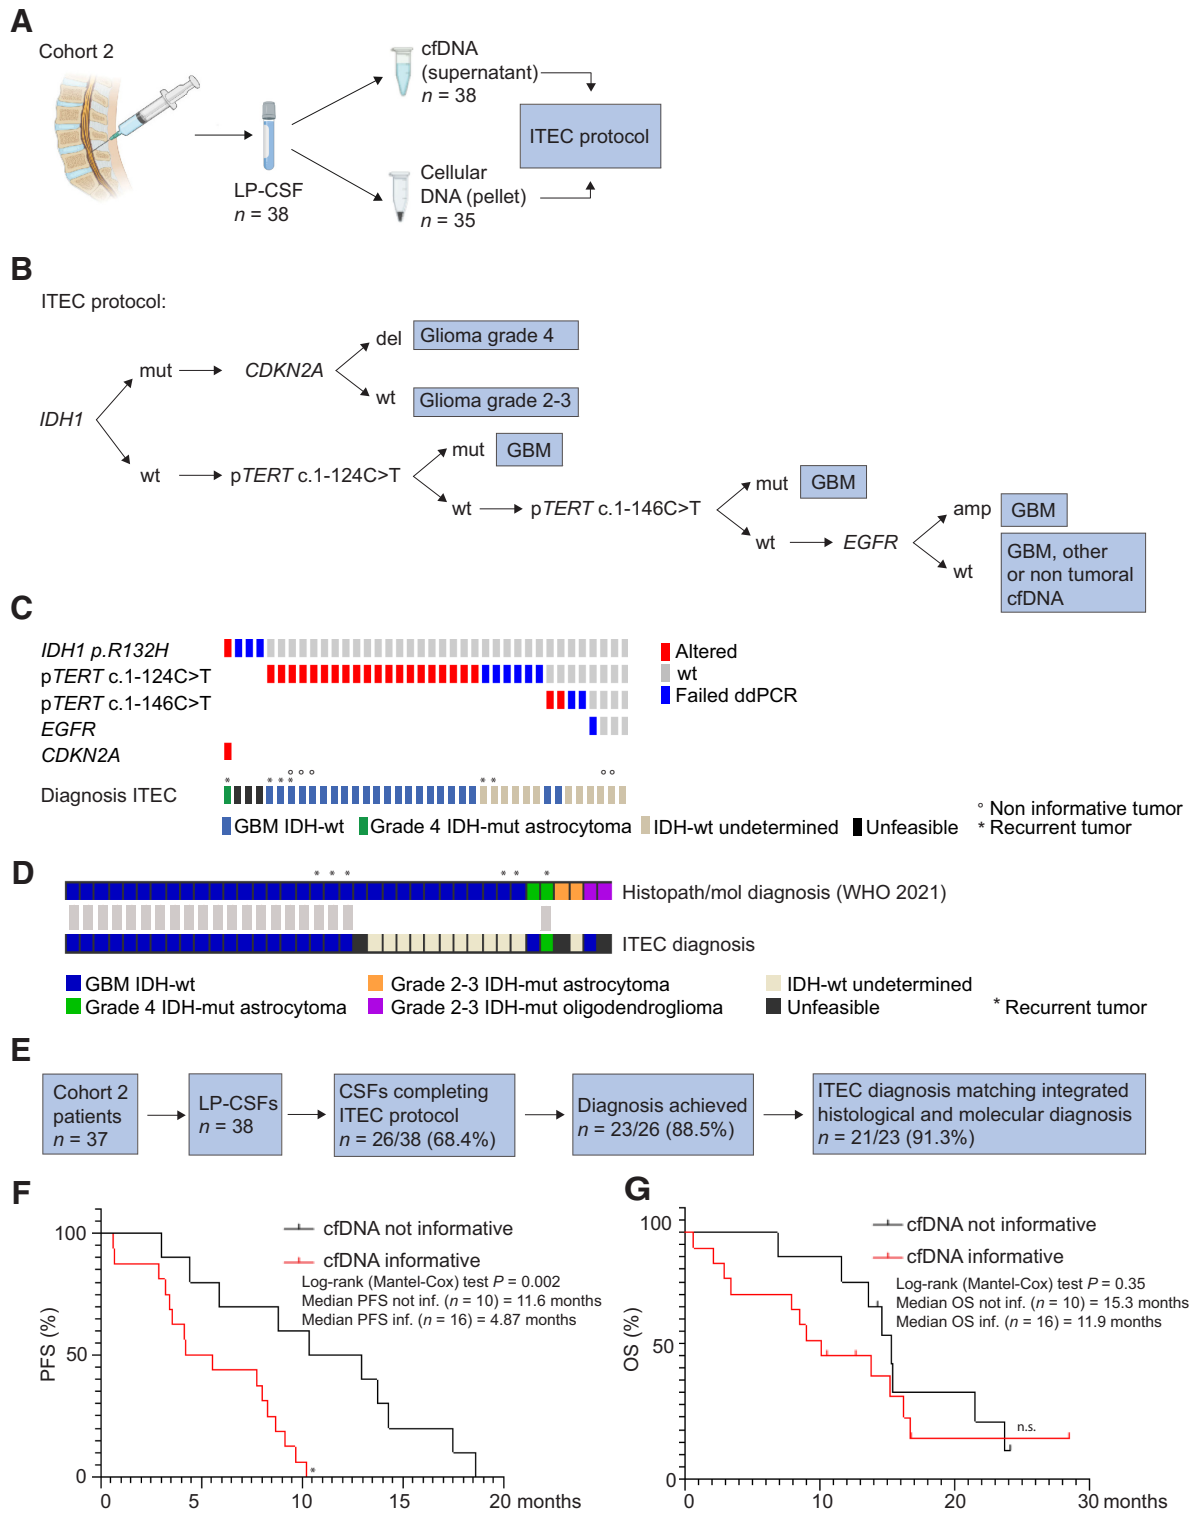 A
Cohort 2
LP-CSF
n = 38
cfDNA
(supernatant)
n = 38
Cellular
DNA (pellet)
n = 35
ITEC protocol
B
ITEC protocol:
IDH1
mut
CDKN2A
del
Glioma grade 4
wt
Glioma grade 2-3
wt
pTERT c.1-124C>T
mut
GBM
wt
pTERT c.1-146C>T
mut
GBM
wt
EGFR
amp
GBM
wt
GBM, other
or non tumoral
cfDNA
C
IDH1 p.R132H
pTERT c.1-124C>T
pTERT c.1-146C>T
EGFR
CDKN2A
Diagnosis ITEC
Altered
wt
Failed ddPCR
GBM IDH-wt
Grade 4 IDH-mut astrocytoma
IDH-wt undetermined
Unfeasible
° Non informative tumor
* Recurrent tumor
D
* * * * * *
Histopath/mol diagnosis (WHO 2021)
ITEC diagnosis
GBM IDH-wt
Grade 4 IDH-mut astrocytoma
Grade 2-3 IDH-mut astrocytoma
Grade 2-3 IDH-mut oligodendroglioma
IDH-wt undetermined
Unfeasible
* Recurrent tumor
E
Cohort 2
patients
n = 37
LP-CSFs
n = 38
CSFs completing
ITEC protocol
n = 26/38 (68.4%)
Diagnosis achieved
n = 23/26 (88.5%)
ITEC diagnosis matching integrated
histological and molecular diagnosis
n = 21/23 (91.3%)
F
PFS (%)
100
50
0
0 5 10 15 20 months
cfDNA not informative
cfDNA informative
Log-rank (Mantel-Cox) test P = 0.002
Median PFS not inf. (n = 10) = 11.6 months
Median PFS inf. (n = 16) = 4.87 months
*
G
OS (%)
100
50
0
0 10 20 30 months
cfDNA not informative
cfDNA informative
Log-rank (Mantel-Cox) test P = 0.35
Median OS not inf. (n = 10) = 15.3 months
Median OS inf. (n = 16) = 11.9 months
n.s.